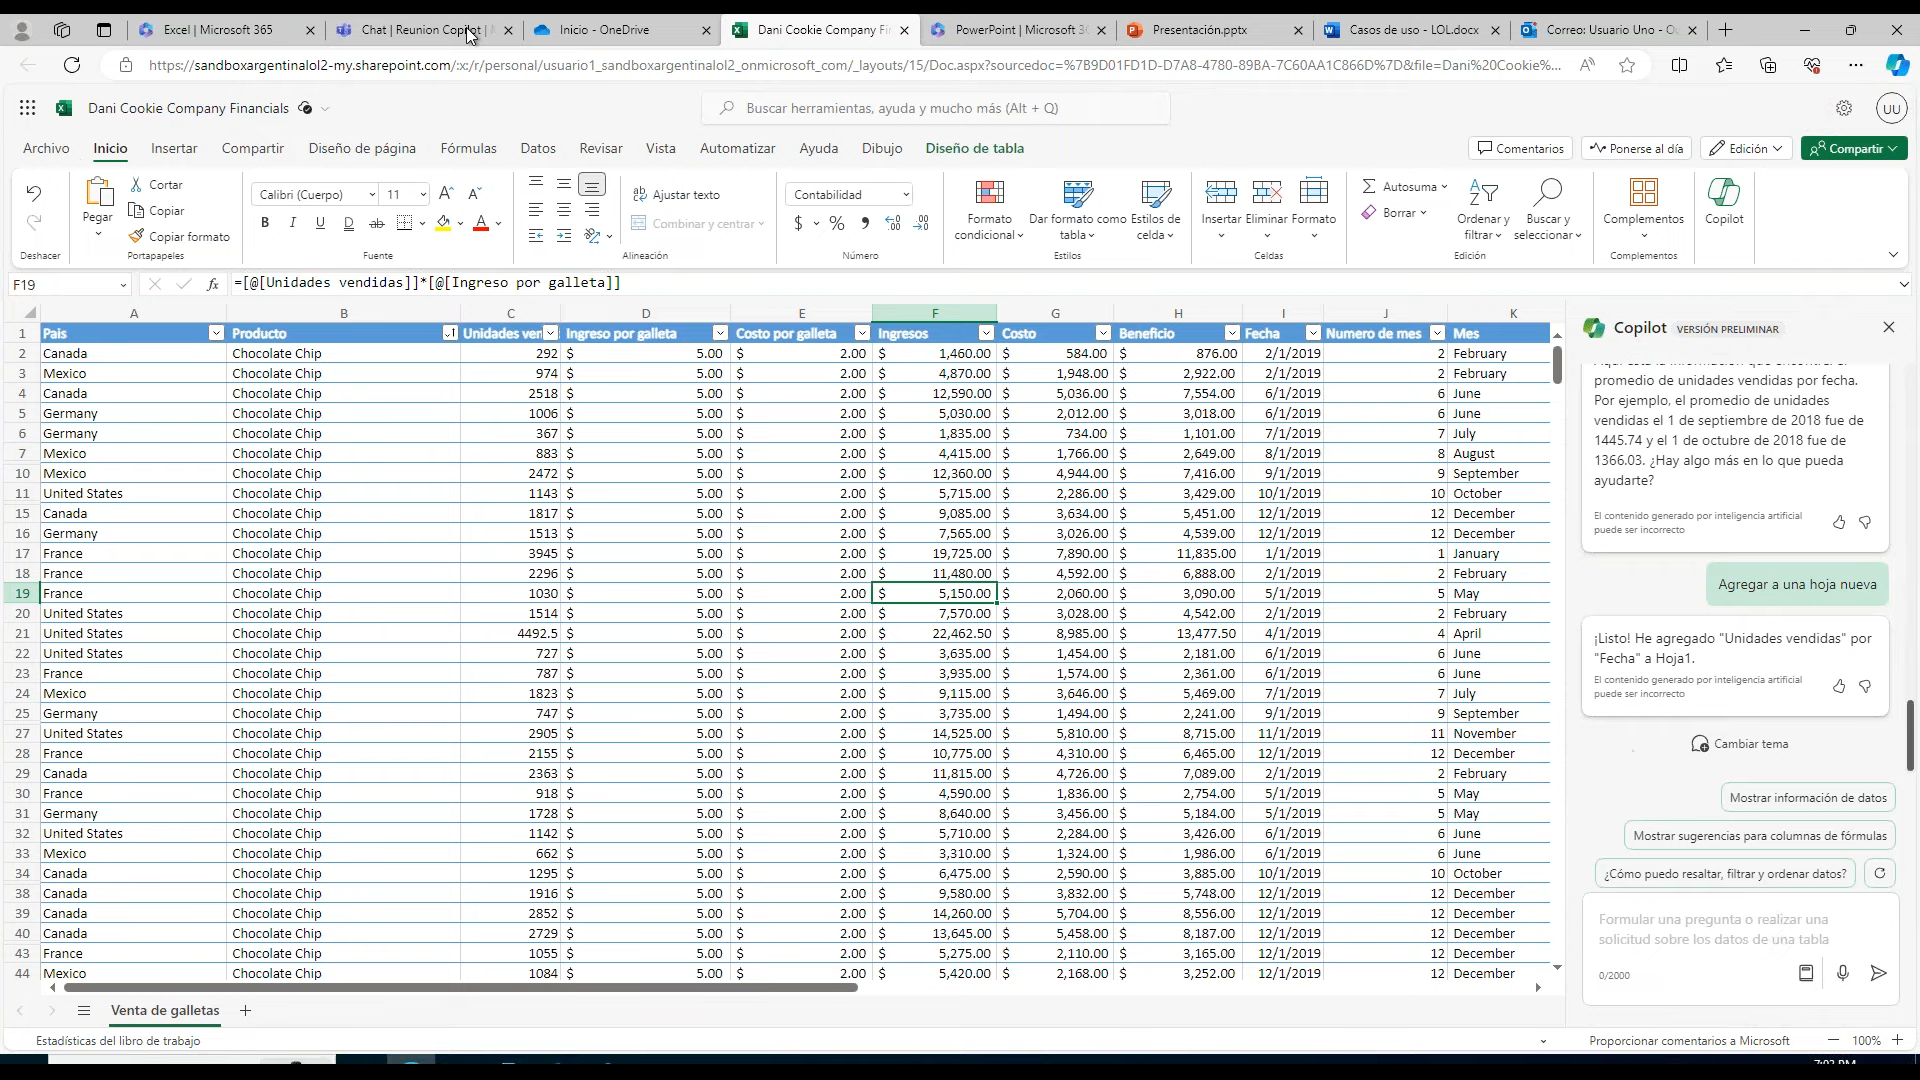 Excel | Microsoft 365
Chat | Reunion Copilot |
Inicio - OneDrive
Dani Cookie Company Fi
PowerPoint | Microsoft 3
Presentación.pptx
Casos de uso - LOL.docx
Correo: Usuario Uno - O
https://sandboxargentinalol2-my.sharepoint.com/:x:/r/personal/usuario1_sandboxargentinalol2_onmicrosoft_com/_layouts/15/Doc.aspx?sourcedoc=%7B9D01FD1D-D7A8-4780-89BA-7C60AA1C866D%7D&file=Dani%20Cookie%...
Dani Cookie Company Financials
Buscar herramientas, ayuda y mucho más (Alt + Q)
UU
Archivo Inicio Insertar Compartir Diseño de página Fórmulas Datos Revisar Vista Automatizar Ayuda Dibujo Diseño de tabla
Comentarios Ponerse al día Edición Compartir
Pegar Cortar Copiar Copiar formato
Calibri (Cuerpo) 11
Ajustar texto
Combinar y centrar
Contabilidad
$ %
Formato condicional
Dar formato como tabla
Estilos de celda
Insertar Eliminar Formato
Autosuma
Borrar
Ordenar y filtrar
Buscar y seleccionar
Complementos
Copilot
Deshacer Portapapeles Fuente Alineación Número Estilos Celdas Edición Complementos
F19 fx =[@[Unidades vendidas]]*[@[Ingreso por galleta]]
A B C D E F G H I J K
1 Pais Producto Unidades ven Ingreso por galleta Costo por galleta Ingresos Costo Beneficio Fecha Numero de mes Mes
2 Canada Chocolate Chip 292 $ 5.00 $ 2.00 $ 1,460.00 $ 584.00 $ 876.00 2/1/2019 2 February
3 Mexico Chocolate Chip 974 $ 5.00 $ 2.00 $ 4,870.00 $ 1,948.00 $ 2,922.00 2/1/2019 2 February
4 Canada Chocolate Chip 2518 $ 5.00 $ 2.00 $ 12,590.00 $ 5,036.00 $ 7,554.00 6/1/2019 6 June
5 Germany Chocolate Chip 1006 $ 5.00 $ 2.00 $ 5,030.00 $ 2,012.00 $ 3,018.00 6/1/2019 6 June
6 Germany Chocolate Chip 367 $ 5.00 $ 2.00 $ 1,835.00 $ 734.00 $ 1,101.00 7/1/2019 7 July
7 Mexico Chocolate Chip 883 $ 5.00 $ 2.00 $ 4,415.00 $ 1,766.00 $ 2,649.00 8/1/2019 8 August
10 Mexico Chocolate Chip 2472 $ 5.00 $ 2.00 $ 12,360.00 $ 4,944.00 $ 7,416.00 9/1/2019 9 September
11 United States Chocolate Chip 1143 $ 5.00 $ 2.00 $ 5,715.00 $ 2,286.00 $ 3,429.00 10/1/2019 10 October
15 Canada Chocolate Chip 1817 $ 5.00 $ 2.00 $ 9,085.00 $ 3,634.00 $ 5,451.00 12/1/2019 12 December
16 Germany Chocolate Chip 1513 $ 5.00 $ 2.00 $ 7,565.00 $ 3,026.00 $ 4,539.00 12/1/2019 12 December
17 France Chocolate Chip 3945 $ 5.00 $ 2.00 $ 19,725.00 $ 7,890.00 $ 11,835.00 1/1/2019 1 January
18 France Chocolate Chip 2296 $ 5.00 $ 2.00 $ 11,480.00 $ 4,592.00 $ 6,888.00 2/1/2019 2 February
19 France Chocolate Chip 1030 $ 5.00 $ 2.00 $ 5,150.00 $ 2,060.00 $ 3,090.00 5/1/2019 5 May
20 United States Chocolate Chip 1514 $ 5.00 $ 2.00 $ 7,570.00 $ 3,028.00 $ 4,542.00 2/1/2019 2 February
21 United States Chocolate Chip 4492.5 $ 5.00 $ 2.00 $ 22,462.50 $ 8,985.00 $ 13,477.50 4/1/2019 4 April
22 United States Chocolate Chip 727 $ 5.00 $ 2.00 $ 3,635.00 $ 1,454.00 $ 2,181.00 6/1/2019 6 June
23 France Chocolate Chip 787 $ 5.00 $ 2.00 $ 3,935.00 $ 1,574.00 $ 2,361.00 6/1/2019 6 June
24 Mexico Chocolate Chip 1823 $ 5.00 $ 2.00 $ 9,115.00 $ 3,646.00 $ 5,469.00 7/1/2019 7 July
25 Germany Chocolate Chip 747 $ 5.00 $ 2.00 $ 3,735.00 $ 1,494.00 $ 2,241.00 9/1/2019 9 September
27 United States Chocolate Chip 2905 $ 5.00 $ 2.00 $ 14,525.00 $ 5,810.00 $ 8,715.00 11/1/2019 11 November
28 France Chocolate Chip 2155 $ 5.00 $ 2.00 $ 10,775.00 $ 4,310.00 $ 6,465.00 12/1/2019 12 December
29 Canada Chocolate Chip 2363 $ 5.00 $ 2.00 $ 11,815.00 $ 4,726.00 $ 7,089.00 2/1/2019 2 February
30 France Chocolate Chip 918 $ 5.00 $ 2.00 $ 4,590.00 $ 1,836.00 $ 2,754.00 5/1/2019 5 May
31 Germany Chocolate Chip 1728 $ 5.00 $ 2.00 $ 8,640.00 $ 3,456.00 $ 5,184.00 5/1/2019 5 May
32 United States Chocolate Chip 1142 $ 5.00 $ 2.00 $ 5,710.00 $ 2,284.00 $ 3,426.00 6/1/2019 6 June
33 Mexico Chocolate Chip 662 $ 5.00 $ 2.00 $ 3,310.00 $ 1,324.00 $ 1,986.00 6/1/2019 6 June
34 Canada Chocolate Chip 1295 $ 5.00 $ 2.00 $ 6,475.00 $ 2,590.00 $ 3,885.00 10/1/2019 10 October
38 Canada Chocolate Chip 1916 $ 5.00 $ 2.00 $ 9,580.00 $ 3,832.00 $ 5,748.00 12/1/2019 12 December
39 Canada Chocolate Chip 2852 $ 5.00 $ 2.00 $ 14,260.00 $ 5,704.00 $ 8,556.00 12/1/2019 12 December
40 Canada Chocolate Chip 2729 $ 5.00 $ 2.00 $ 13,645.00 $ 5,458.00 $ 8,187.00 12/1/2019 12 December
43 France Chocolate Chip 1055 $ 5.00 $ 2.00 $ 5,275.00 $ 2,110.00 $ 3,165.00 12/1/2019 12 December
44 Mexico Chocolate Chip 1084 $ 5.00 $ 2.00 $ 5,420.00 $ 2,168.00 $ 3,252.00 12/1/2019 12 December
Venta de galletas
Estadísticas del libro de trabajo
Proporcionar comentarios a Microsoft 100%
Copilot VERSIÓN PRELIMINAR
promedio de unidades vendidas por fecha.
Por ejemplo, el promedio de unidades
vendidas el 1 de septiembre de 2018 fue de
1445.74 y el 1 de octubre de 2018 fue de
1366.03. ¿Hay algo más en lo que pueda
ayudarte?
El contenido generado por inteligencia artificial
puede ser incorrecto
Agregar a una hoja nueva
¡Listo! He agregado "Unidades vendidas" por
"Fecha" a Hoja1.
El contenido generado por inteligencia artificial
puede ser incorrecto
Cambiar tema
Mostrar información de datos
Mostrar sugerencias para columnas de fórmulas
¿Cómo puedo resaltar, filtrar y ordenar datos?
Formular una pregunta o realizar una
solicitud sobre los datos de una tabla
0/2000